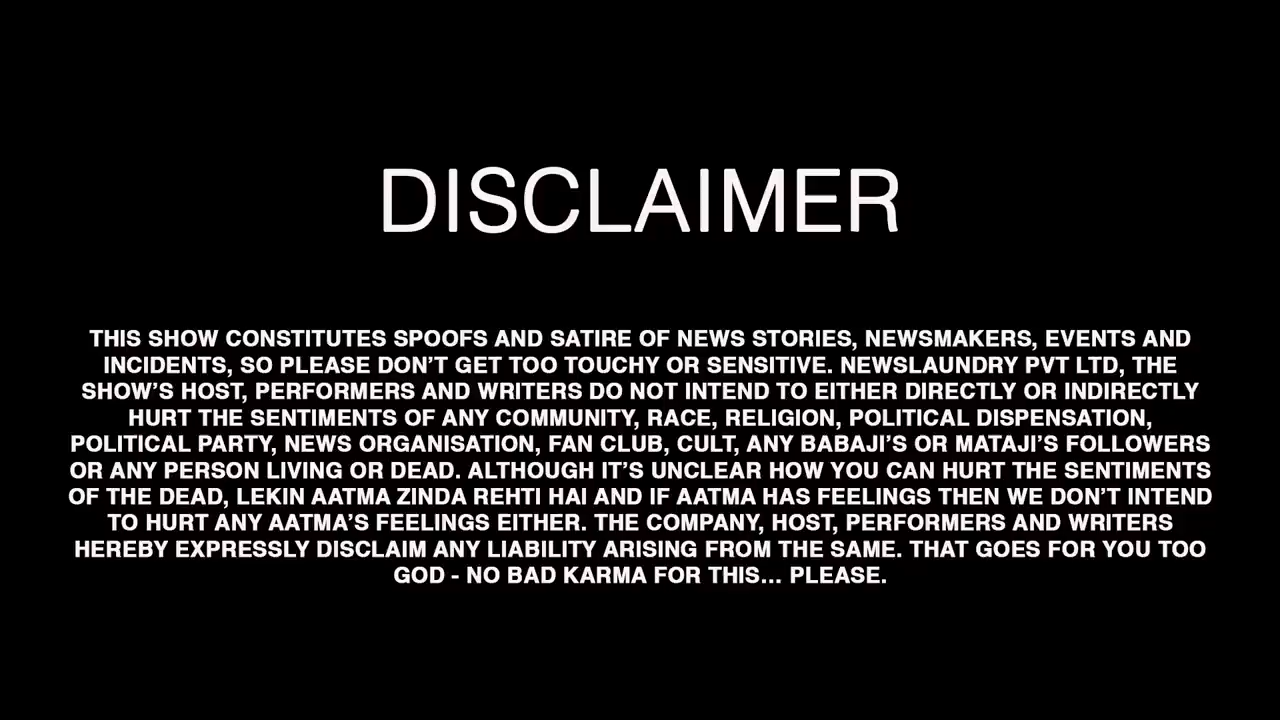 DISCLAIMER
THIS SHOW CONSTITUTES SPOOFS AND SATIRE OF NEWS STORIES, NEWSMAKERS, EVENTS AND
INCIDENTS, SO PLEASE DON'T GET TOO TOUCHY OR SENSITIVE. NEWSLAUNDRY PVT LTD, THE
SHOW'S HOST, PERFORMERS AND WRITERS DO NOT INTEND TO EITHER DIRECTLY OR INDIRECTLY
HURT THE SENTIMENTS OF ANY COMMUNITY, RACE, RELIGION, POLITICAL DISPENSATION,
POLITICAL PARTY, NEWS ORGANISATION, FAN CLUB, CULT, ANY BABAJI'S OR MATAJI'S FOLLOWERS
OR ANY PERSON LIVING OR DEAD. ALTHOUGH IT'S UNCLEAR HOW YOU CAN HURT THE SENTIMENTS
OF THE DEAD, LEKIN AATMA ZINDA REHTI HAI AND IF AATMA HAS FEELINGS THEN WE DON'T INTEND
TO HURT ANY AATMA'S FEELINGS EITHER. THE COMPANY, HOST, PERFORMERS AND WRITERS
HEREBY EXPRESSLY DISCLAIM ANY LIABILITY ARISING FROM THE SAME. THAT GOES FOR YOU TOO
GOD - NO BAD KARMA FOR THIS... PLEASE.